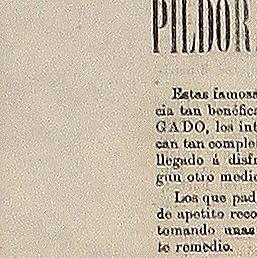 PILDOR
Estas famosa
cia tan benéfica
GADO, los int
can tan comple
llegado á disfr
gun otro medic
Los que pad
de apetito reco
tomando unas
te remedio.